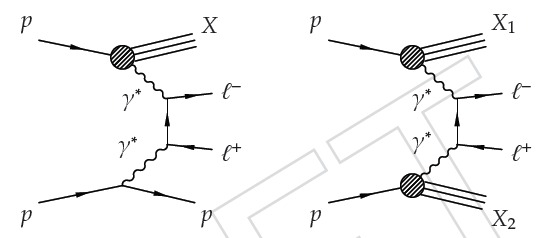 p X p X₁
γ* ℓ⁻ γ* ℓ⁻
γ* ℓ⁺ γ* ℓ⁺
p p p X₂